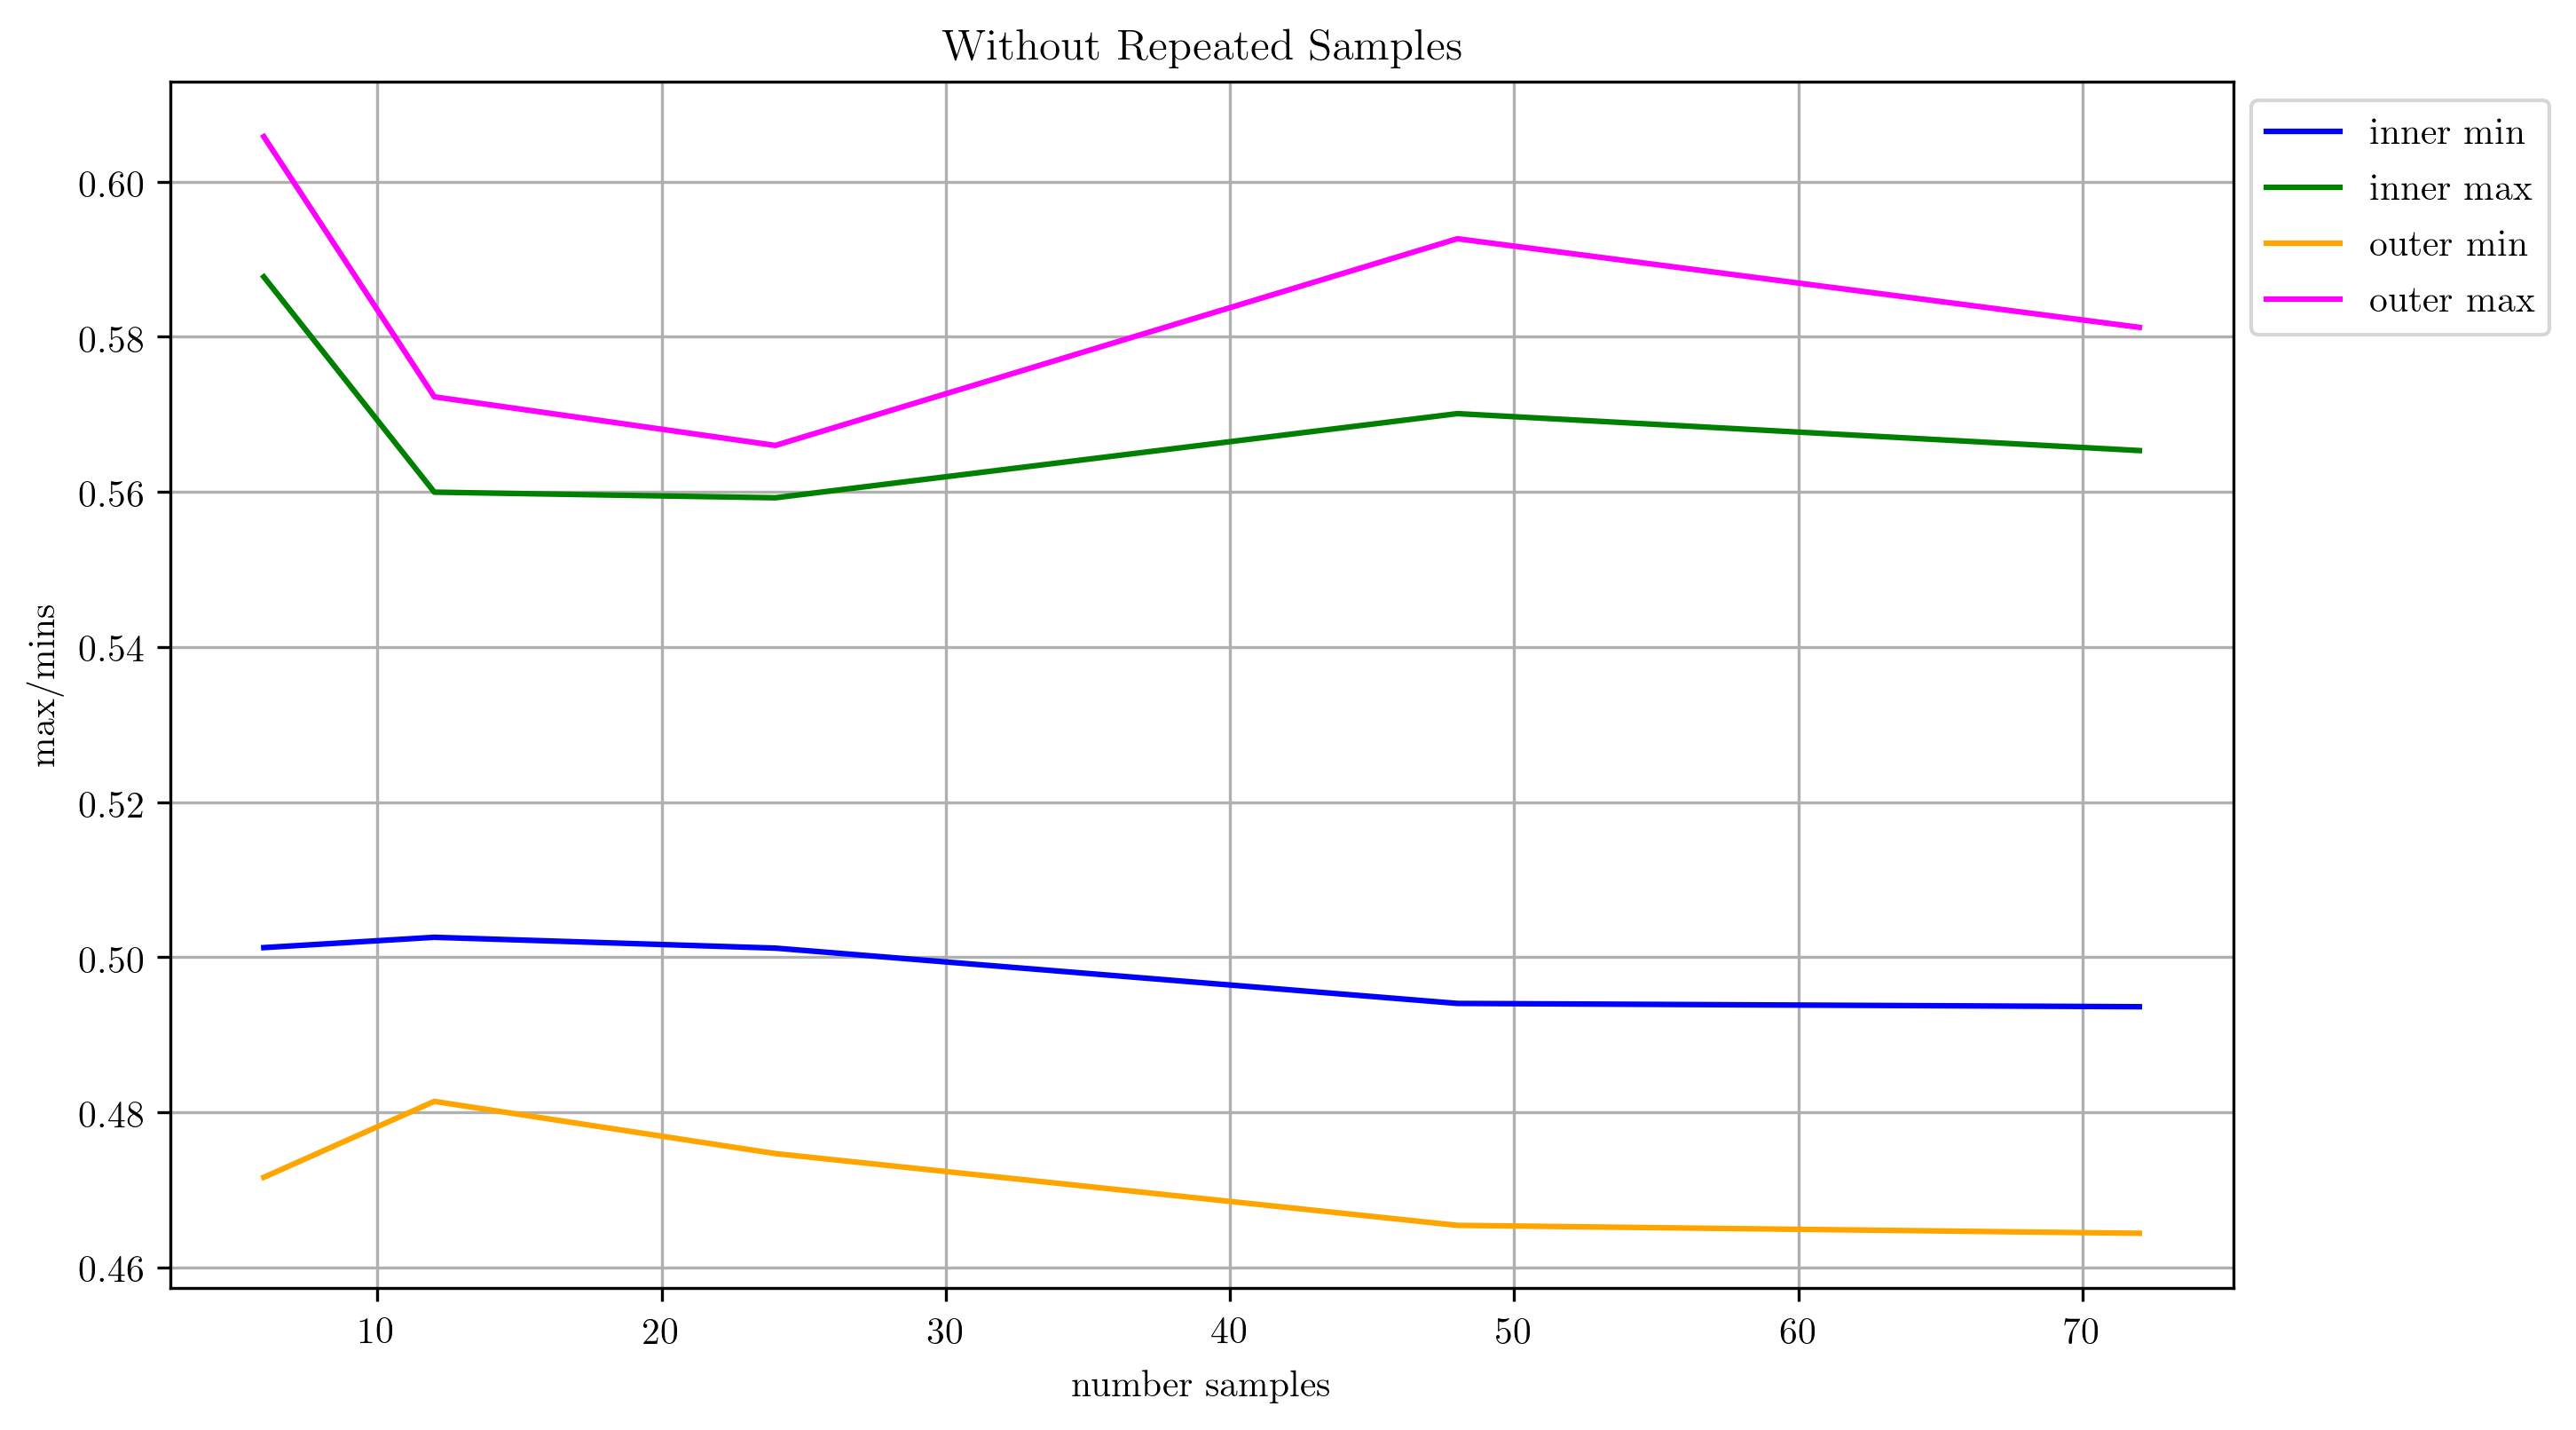 Without Repeated Samples
inner min
inner max
outer min
outer max
0.60
0.58
0.56
0.54
0.52
0.50
0.48
0.46
max/mins
10 20 30 40 50 60 70
number samples